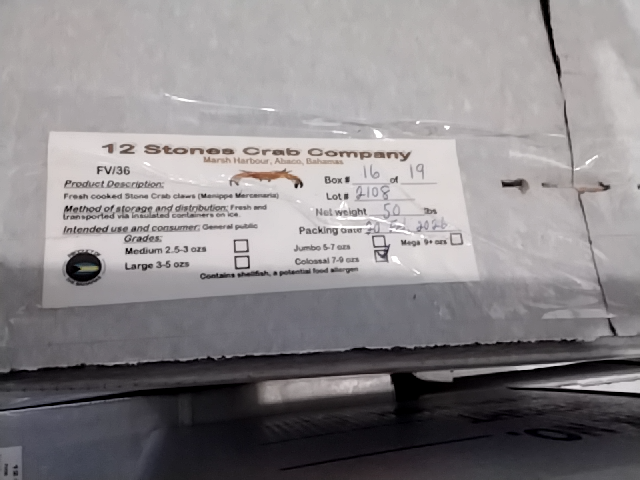 12 Stones Crab Company
Marsh Harbour, Abaco, Bahamas
FV/36
Box # 16 of 19
Product Description:
Fresh cooked Stone Crab claws (Menippe Mercenaria)
Lot # 2108
Method of storage and distribution: Fresh and
transported via insulated containers on ice.
Net weight 50 lbs
Intended use and consumer: General public
Packing date 20 2026
Grades:
Medium 2.5-3 ozs
Jumbo 5-7 ozs
Mega 9+ ozs
Large 3-5 ozs
Colossal 7-9 ozs
Contains shellfish, a potential food allergen